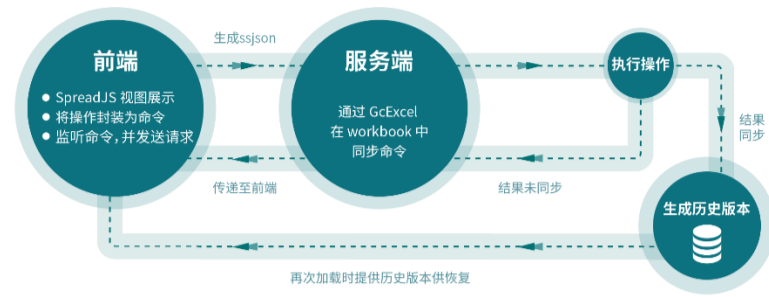 生成ssjson
前端
● SpreadJS 视图展示
● 将操作封装为命令
● 监听命令，并发送请求
服务端
通过 GcExcel
在 workbook 中
同步命令
执行操作
结果
同步
传递至前端
结果未同步
生成历史版本
再次加载时提供历史版本供恢复